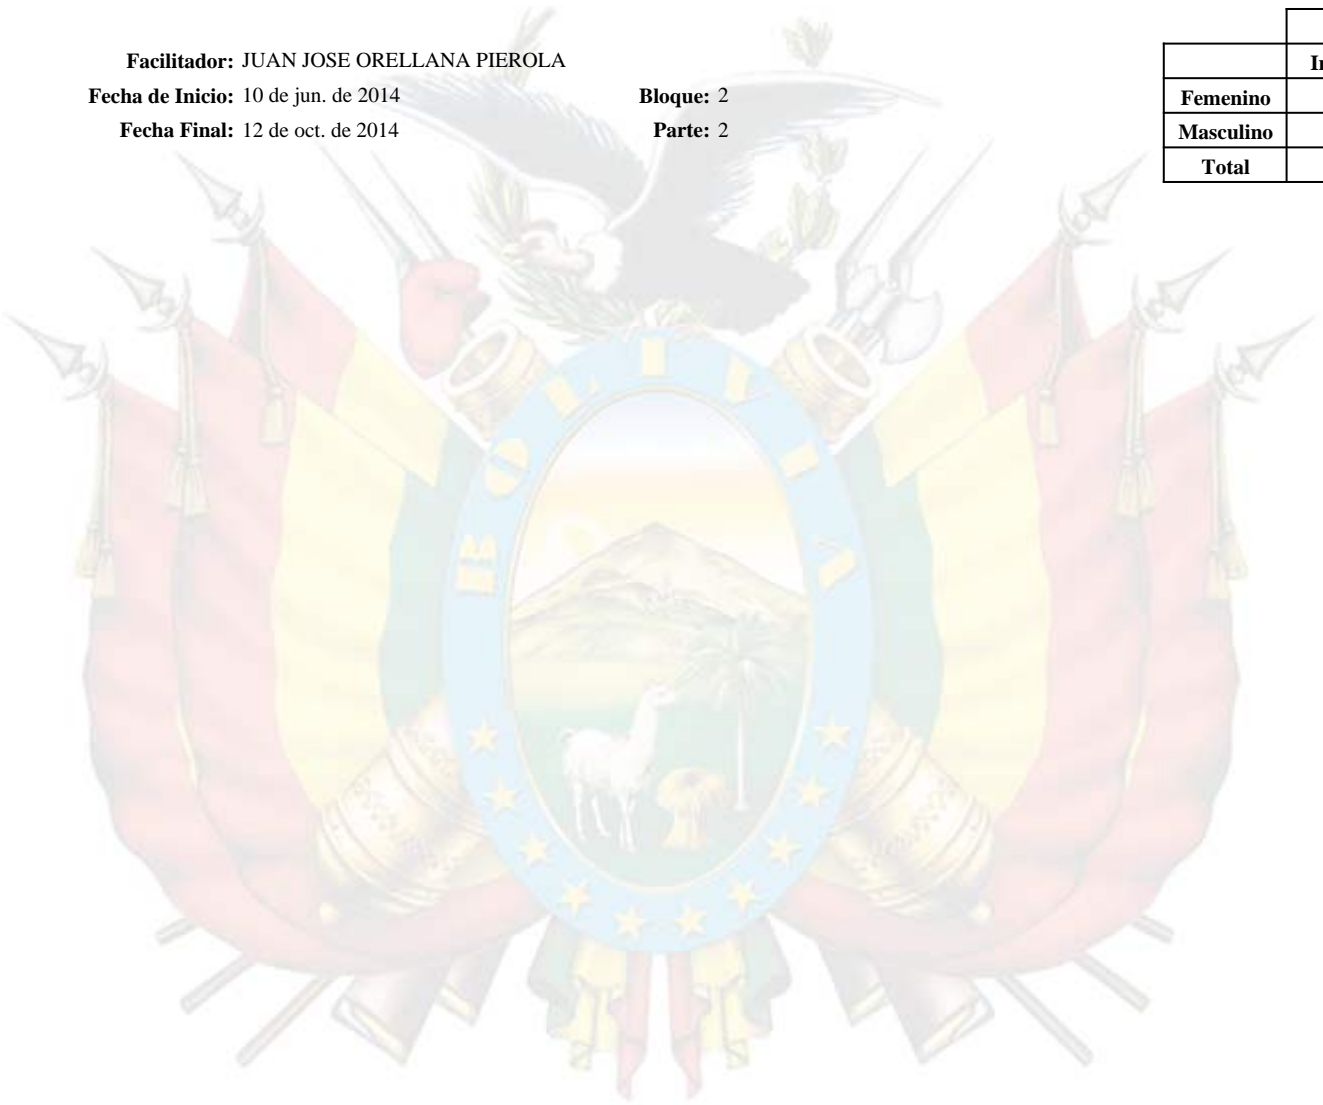 Facilitador: JUAN JOSE ORELLANA PIEROLA
Fecha de Inicio: 10 de jun. de 2014 Bloque: 2
Fecha Final: 12 de oct. de 2014 Parte: 2
Femenino
Masculino
Total
BOLIVIA